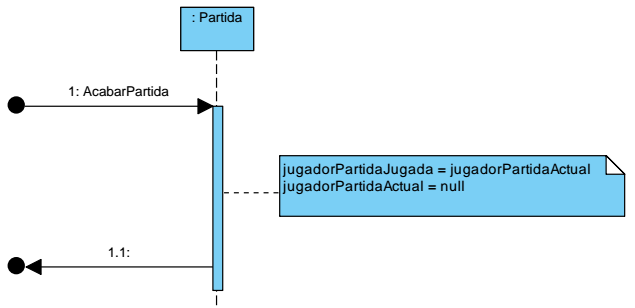 : Partida
1: AcabarPartida
jugadorPartidaJugada = jugadorPartidaActual
jugadorPartidaActual = null
1.1: